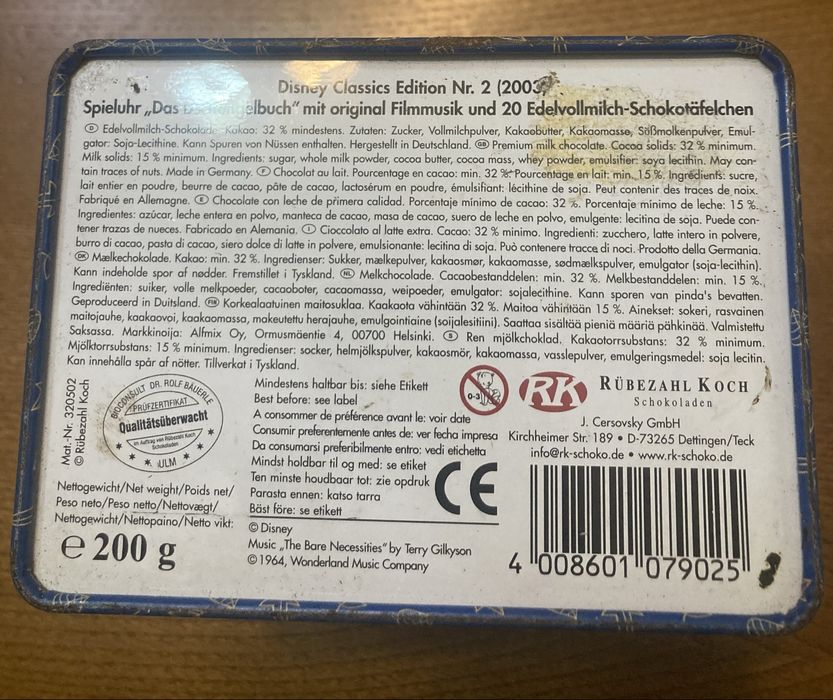 Disney Classics Edition Nr. 2 (2003)
Spieluhr „Das Dschungelbuch" mit original Filmmusik und 20 Edelvollmilch-Schokotäfelchen
D Edelvollmilch-Schokolade. Kakao: 32 % mindestens. Zutaten: Zucker, Vollmilchpulver, Kakaobutter, Kakaomasse, Süßmolkenpulver, Emul-
gator: Soja-Lecithine. Kann Spuren von Nüssen enthalten. Hergestellt in Deutschland. GB Premium milk chocolate. Cocoa solids: 32 % minimum.
Milk solids: 15 % minimum. Ingredients: sugar, whole milk powder, cocoa butter, cocoa mass, whey powder, emulsifier: soya lecithin. May con-
tain traces of nuts. Made in Germany. F Chocolat au lait. Pourcentage en cacao: min. 32 %. Pourcentage en lait: min. 15 %. Ingrédients: sucre,
lait entier en poudre, beurre de cacao, pâte de cacao, lactosérum en poudre, émulsifiant: lécithine de soja. Peut contenir des traces de noix.
Fabriqué en Allemagne. E Chocolate con leche de primera calidad. Porcentaje mínimo de cacao: 32 %. Porcentaje mínimo de leche: 15 %.
Ingredientes: azúcar, leche entera en polvo, manteca de cacao, masa de cacao, suero de leche en polvo, emulgente: lecitina de soja. Puede con-
tener trazas de nueces. Fabricado en Alemania. I Cioccolato al latte extra. Cacao: 32 % minimo. Ingredienti: zucchero, latte intero in polvere,
burro di cacao, pasta di cacao, siero dolce di latte in polvere, emulsionante: lecitina di soja. Può contenere tracce di noci. Prodotto della Germania.
DK Mælkechokolade. Kakao: min. 32 %. Ingredienser: Sukker, mælkepulver, kakaosmør, kakaomasse, sødmælkspulver, emulgator (soja-lecithin).
Kann indeholde spor af nødder. Fremstillet i Tyskland. NL Melkchocolade. Cacaobestanddelen: min. 32 %. Melkbestanddelen: min. 15 %.
Ingrediënten: suiker, volle melkpoeder, cacaoboter, cacaomassa, weipoeder, emulgator: sojalecithine. Kann sporen van pinda's bevatten.
Geproduceerd in Duitsland. FIN Korkealaatuinen maitosuklaa. Kaakaota vähintään 32 %. Maitoa vähintään 15 %. Ainekset: sokeri, rasvainen
maitojauhe, kaakaovoi, kaakaomassa, makeutettu herajauhe, emulgointiaine (soijalesitiini). Saattaa sisältää pieniä määriä pähkinää. Valmistettu
Saksassa. Markkinoija: Alfmix Oy, Ormusmäentie 4, 00700 Helsinki. S Ren mjölkchoklad. Kakaotorrsubstans: 32 % minimum.
Mjölktorrsubstans: 15 % minimum. Ingredienser: socker, helmjölkspulver, kakaosmör, kakaomassa, vasslepulver, emulgeringsmedel: soja lecitin.
Kan innehålla spår af nötter. Tillverkat i Tyskland.
Mat.-Nr. 320502
© Rübezahl Koch
BIOCONSULT DR. ROLF BÄUERLE
PRÜFZERTIFIKAT
Qualitätsüberwacht
im Auftrag von Rübezahl Koch
Schokoladen
ULM
Nettogewicht/Net weight/Poids net/
Peso neto/Peso netto/Nettovægt/
Nettogewicht/Nettopaino/Netto vikt:
e 200 g
Mindestens haltbar bis: siehe Etikett
Best before: see label
A consommer de préférence avant le: voir date
Consumir preferentemente antes de: ver fecha impresa
Da consumarsi preferibilmente entro: vedi etichetta
Mindst holdbar til og med: se etiket
Ten minste houdbaar tot: zie opdruk
Parasta ennen: katso tarra
Bäst före: se etikett
CE
© Disney
Music „The Bare Necessities" by Terry Gilkyson
© 1964, Wonderland Music Company
0-3
RK
RÜBEZAHL KOCH
Schokoladen
J. Cersovsky GmbH
Kirchheimer Str. 189 • D-73265 Dettingen/Teck
info@rk-schoko.de • www.rk-schoko.de
4 008601 079025